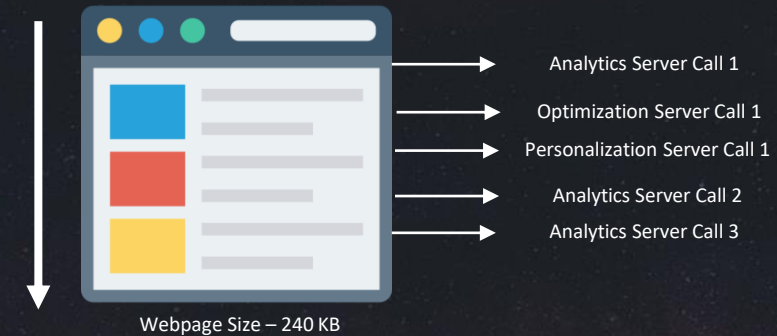 Analytics Server Call 1
Optimization Server Call 1
Personalization Server Call 1
Analytics Server Call 2
Analytics Server Call 3
Webpage Size – 240 KB